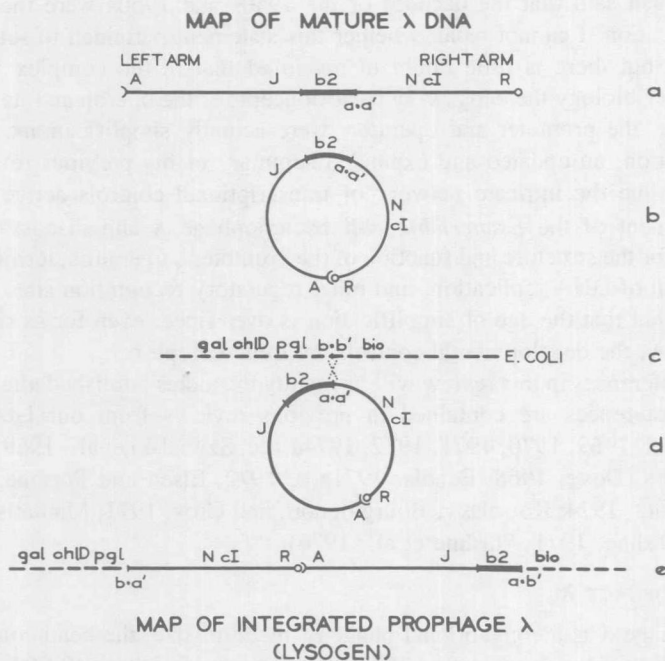 MAP OF MATURE λ DNA
LEFT ARM RIGHT ARM
A J b2 N cI R a
a·a'
b2
J a·a'
N
cI b
A R
gal chlD pgl b·b' bio
E. COLI c
b2 a·a'
J N
cI d
R
A
gal chlD pgl N cI R A J b2 bio e
b·a' a·b'
MAP OF INTEGRATED PROPHAGE λ
(LYSOGEN)